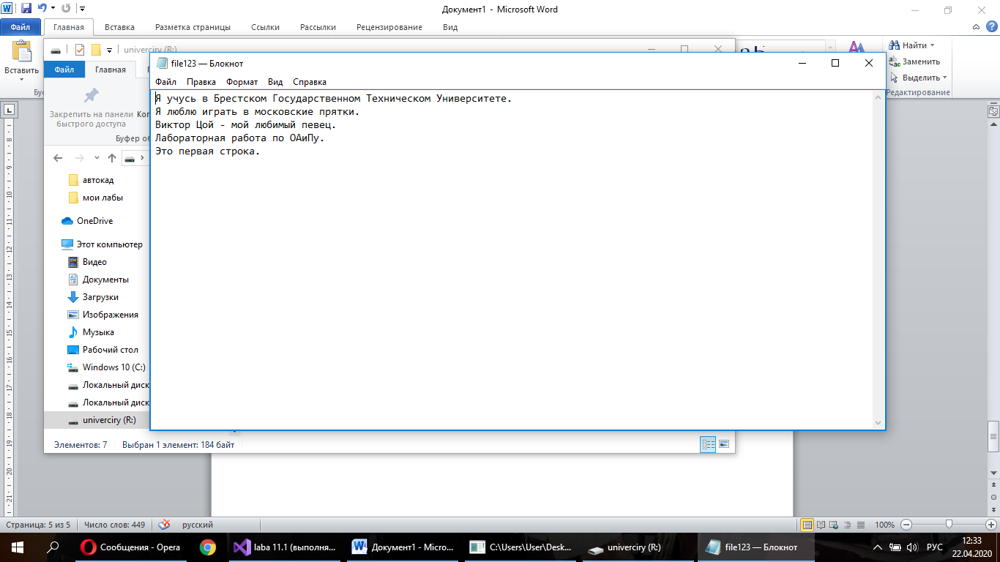 Документ1 - Microsoft Word
Файл Главная Вставка Разметка страницы Ссылки Рассылки Рецензирование Вид
Вставить
Найти
Заменить
Выделить
Редактирование
univerciry (R:)
Файл Главная
Закрепить на панели быстрого доступа
Буфер об
file123 — Блокнот
Файл Правка Формат Вид Справка
Я учусь в Брестском Государственном Техническом Университете.
Я люблю играть в московские прятки.
Виктор Цой - мой любимый певец.
Лабораторная работа по ОАиПу.
Это первая строка.
автокад
мои лабы
OneDrive
Этот компьютер
Видео
Документы
Загрузки
Изображения
Музыка
Рабочий стол
Windows 10 (C:)
Локальный диск
Локальный диск
univerciry (R:)
Элементов: 7 Выбран 1 элемент: 184 байт
Страница: 5 из 5 Число слов: 449 русский 100%
Сообщения - Opera
laba 11.1 (выполня...
Документ1 - Micro...
C:\Users\User\Desk...
univerciry (R:)
file123 — Блокнот
РУС
12:33
22.04.2020